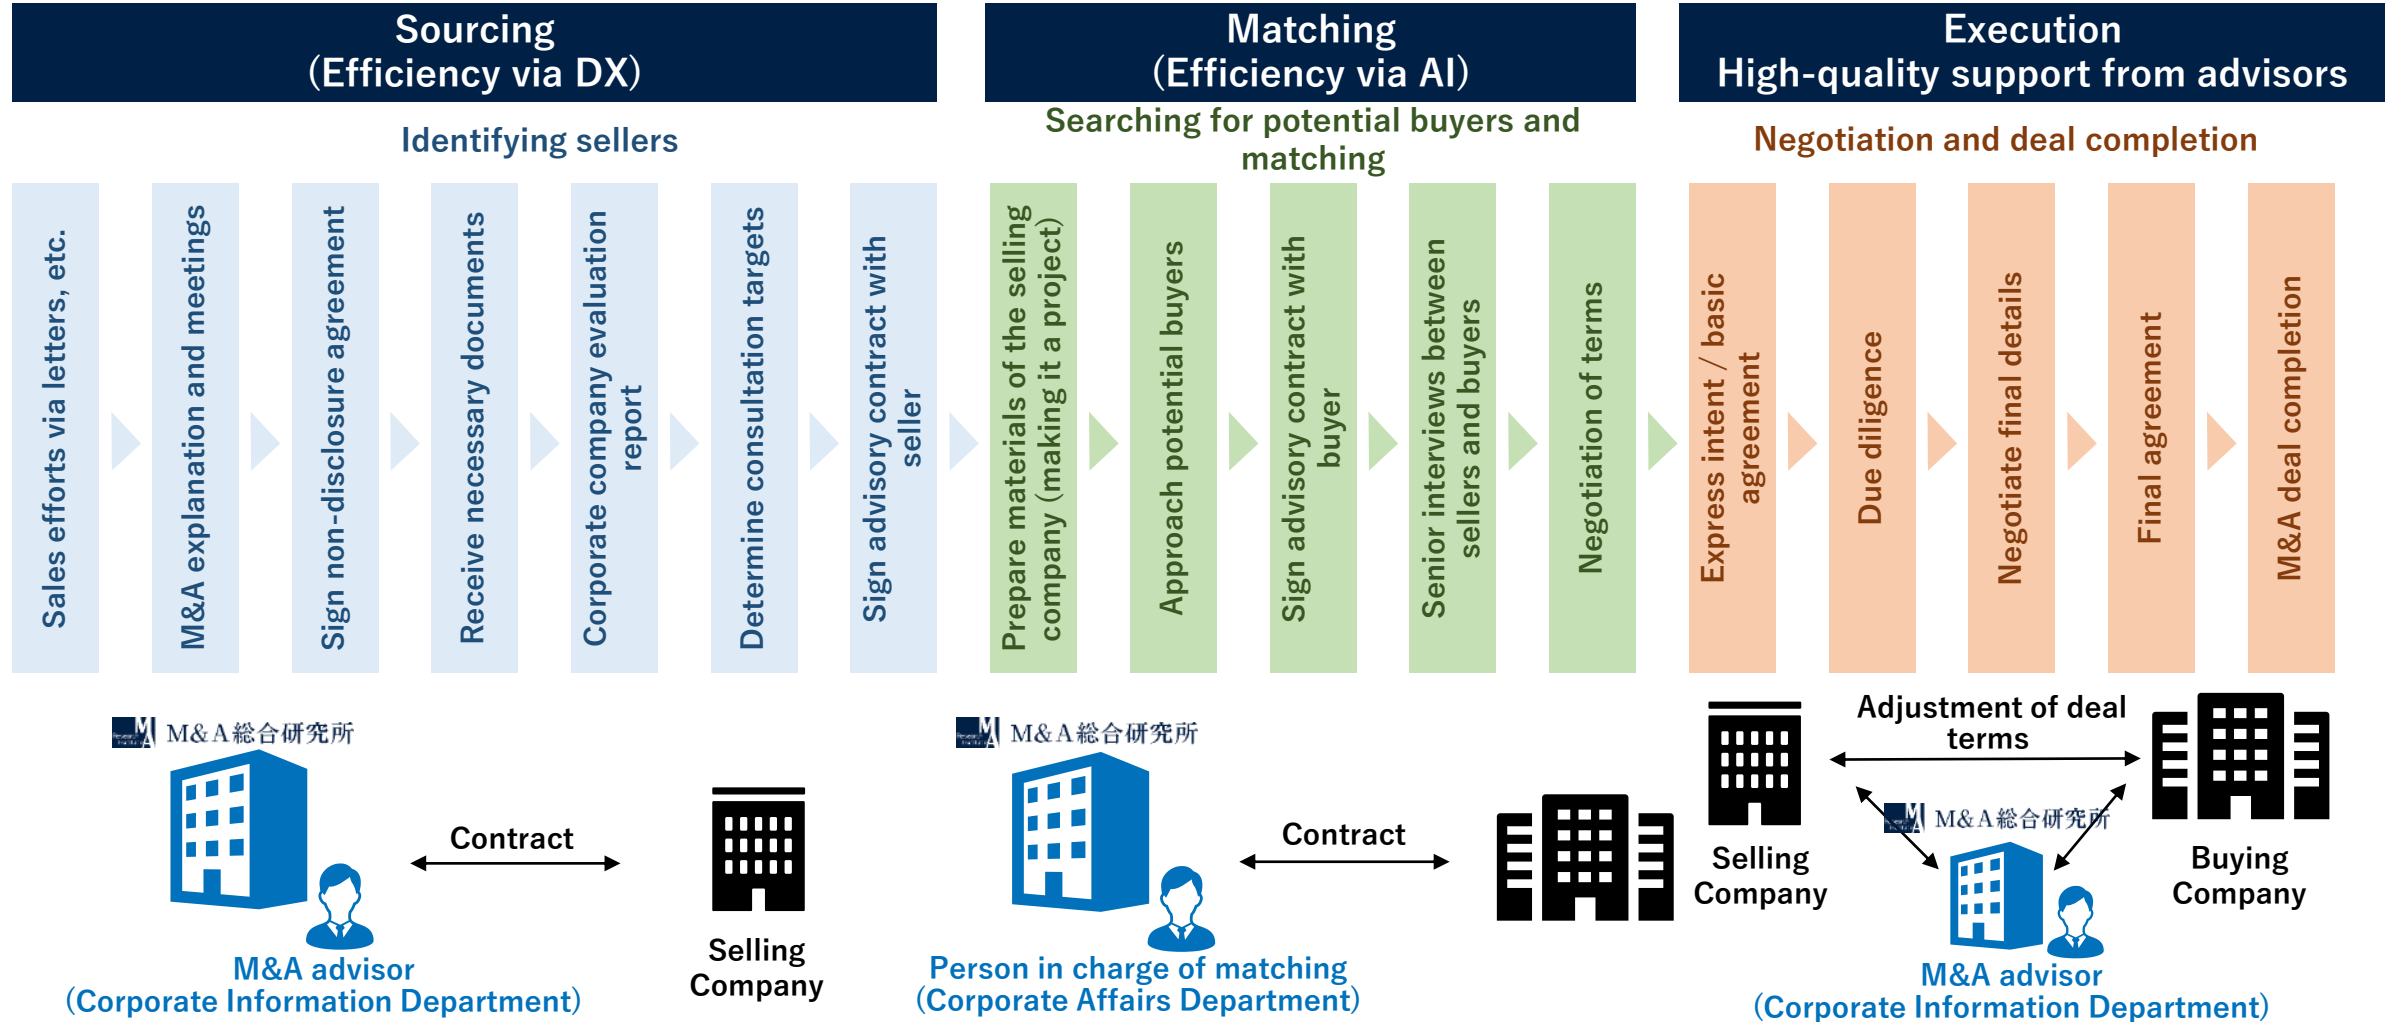 Sourcing
(Efficiency via DX)
Matching
(Efficiency via AI)
Execution
High-quality support from advisors
Identifying sellers
Searching for potential buyers and
matching
Negotiation and deal completion
Sales efforts via letters, etc.
M&A explanation and meetings
Sign non-disclosure agreement
Receive necessary documents
Corporate company evaluation
report
Determine consultation targets
Sign advisory contract with
seller
Prepare materials of the selling
company (making it a project)
Approach potential buyers
Sign advisory contract with
buyer
Senior interviews between
sellers and buyers
Negotiation of terms
Express intent / basic
agreement
Due diligence
Negotiate final details
Final agreement
M&A deal completion
M&A総合研究所
Contract
Selling
Company
M&A advisor
(Corporate Information Department)
M&A総合研究所
Contract
Person in charge of matching
(Corporate Affairs Department)
Adjustment of deal
terms
M&A総合研究所
Selling
Company
Buying
Company
M&A advisor
(Corporate Information Department)